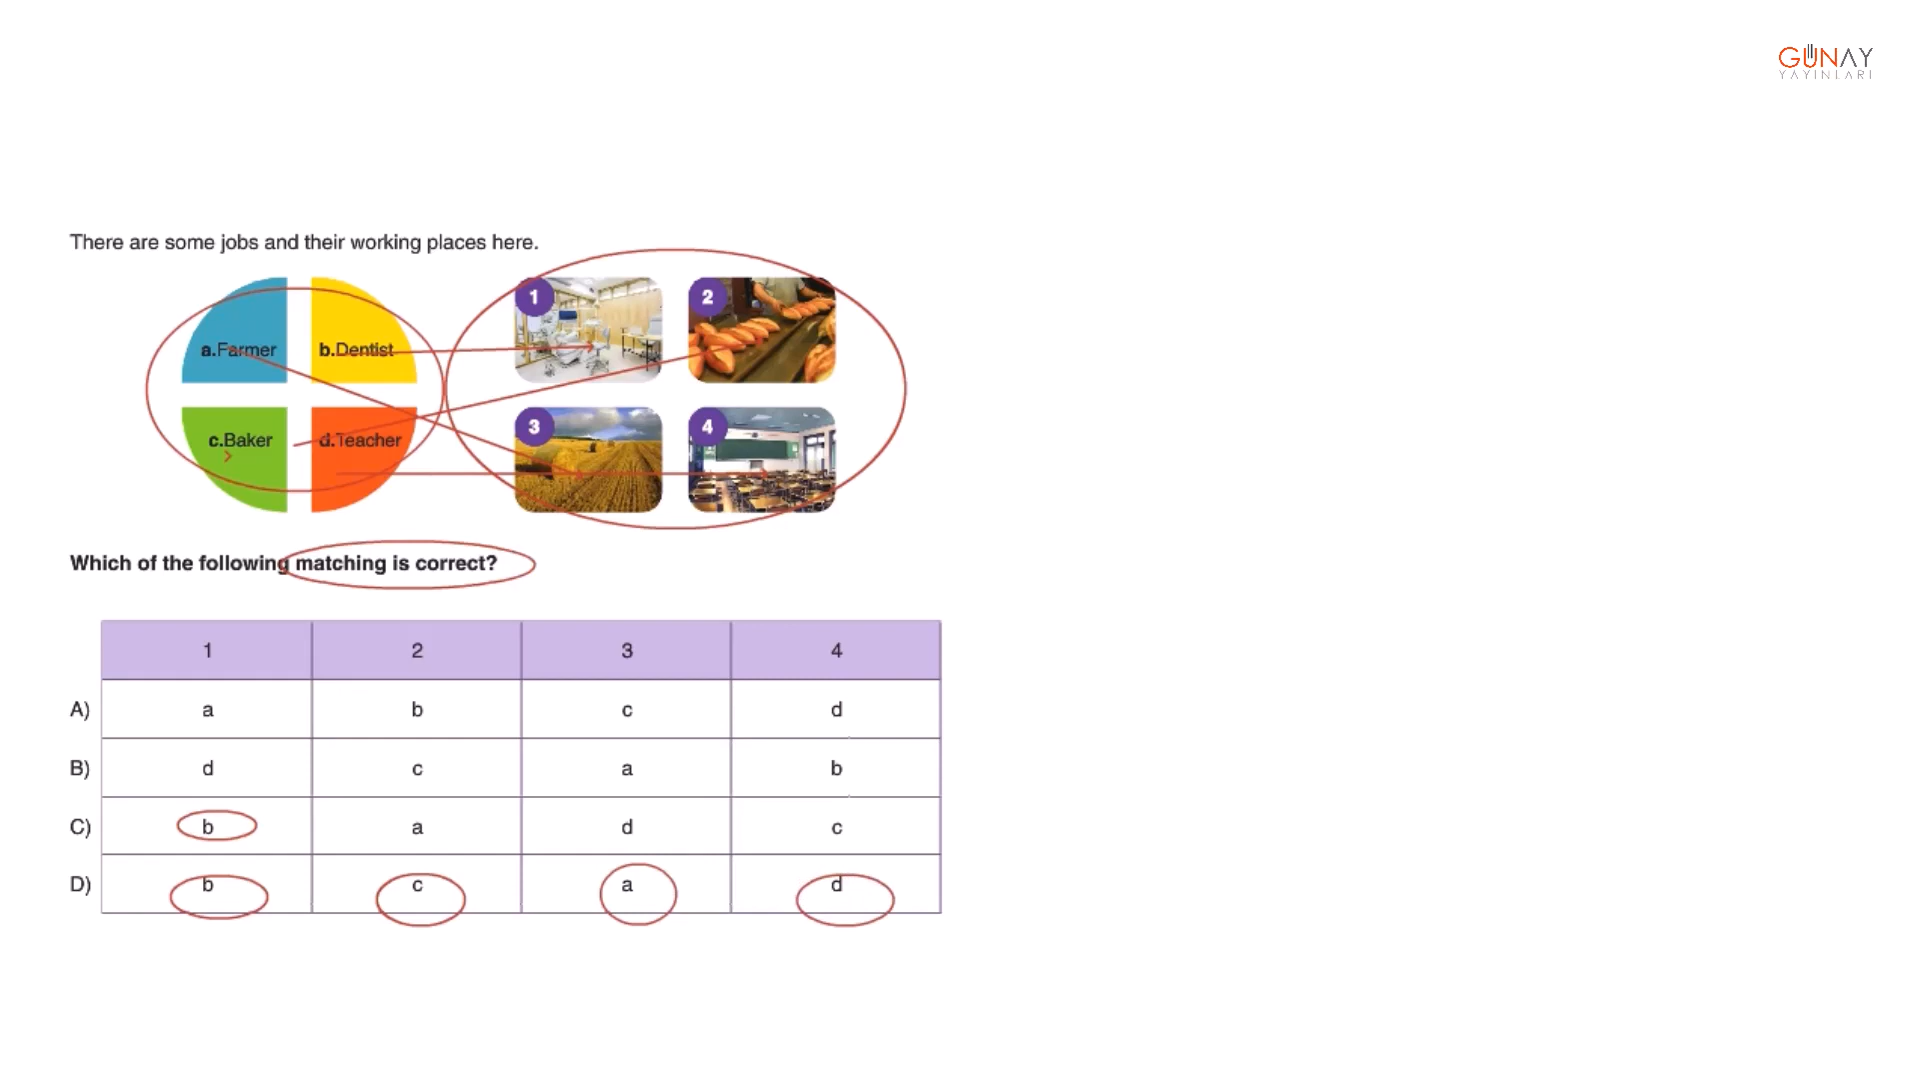 GÜNAY
YAYINLARI
There are some jobs and their working places here.
a.Farmer b.Dentist
c.Baker d.Teacher
1 2
3 4
Which of the following matching is correct?
1 2 3 4
A) a b c d
B) d c a b
C) b a d c
D) b c a d